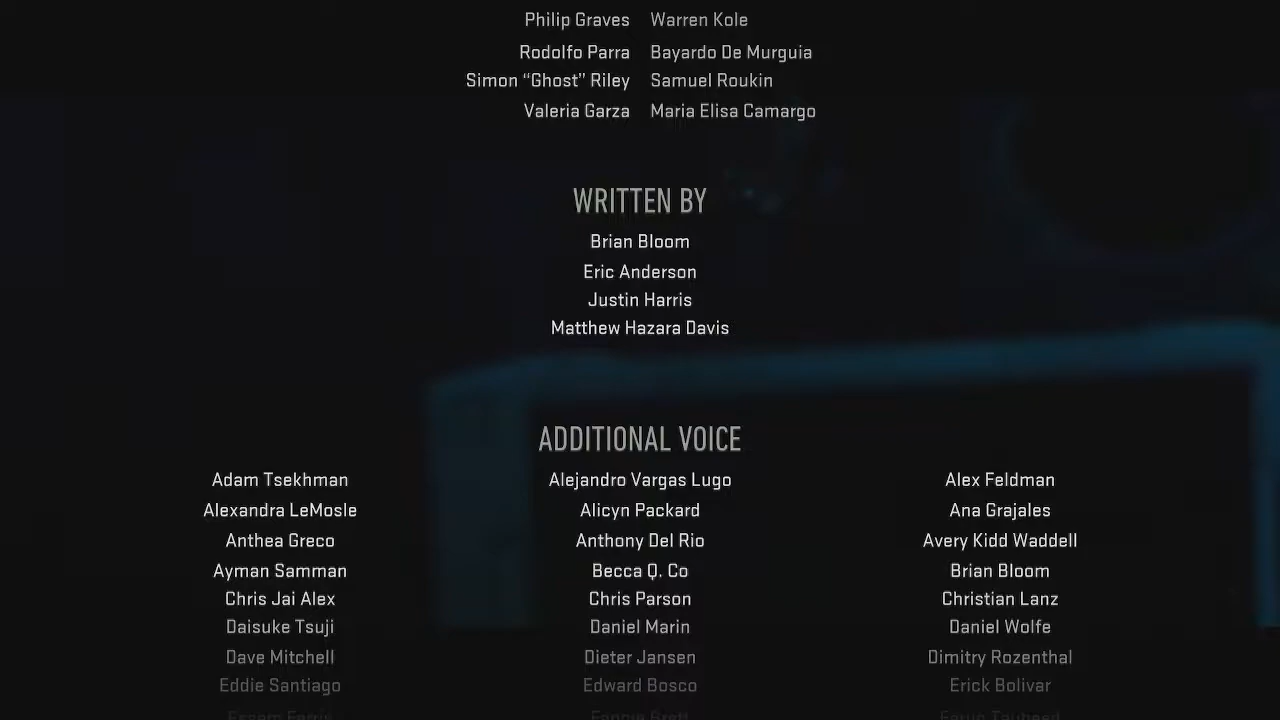 Philip Graves Warren Kole
Rodolfo Parra Bayardo De Murguia
Simon “Ghost” Riley Samuel Roukin
Valeria Garza Maria Elisa Camargo
WRITTEN BY
Brian Bloom
Eric Anderson
Justin Harris
Matthew Hazara Davis
ADDITIONAL VOICE
Adam Tsekhman Alejandro Vargas Lugo Alex Feldman
Alexandra LeMosle Alicyn Packard Ana Grajales
Anthea Greco Anthony Del Rio Avery Kidd Waddell
Ayman Samman Becca Q. Co Brian Bloom
Chris Jai Alex Chris Parson Christian Lanz
Daisuke Tsuji Daniel Marin Daniel Wolfe
Dave Mitchell Dieter Jansen Dimitry Rozenthal
Eddie Santiago Edward Bosco Erick Bolivar